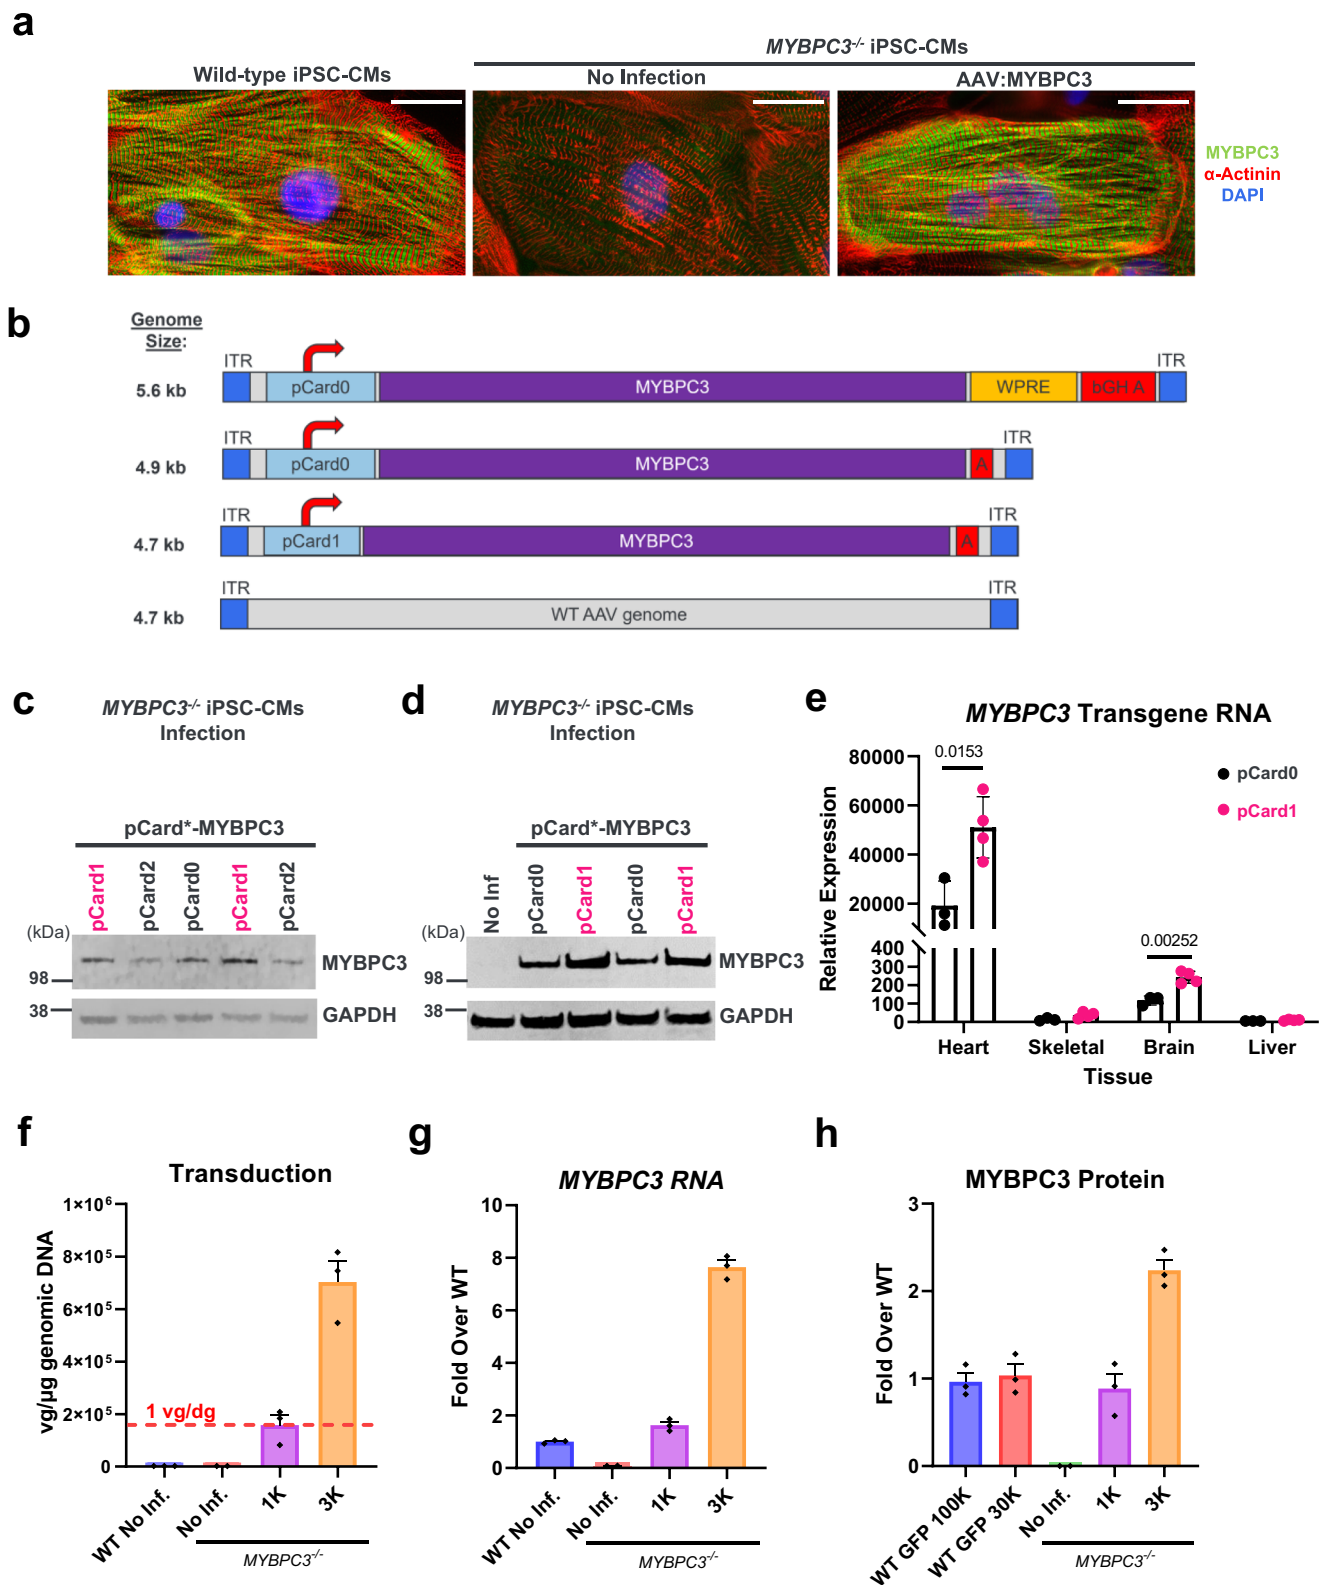 a
MYBPC3-/- iPSC-CMs
Wild-type iPSC-CMs
No Infection
AAV:MYBPC3
MYBPC3
α-Actinin
DAPI
b
Genome
Size:
ITR
ITR
5.6 kb
pCard0
MYBPC3
WPRE
bGH A
ITR
ITR
4.9 kb
pCard0
MYBPC3
A
ITR
ITR
4.7 kb
pCard1
MYBPC3
A
ITR
ITR
4.7 kb
WT AAV genome
c
MYBPC3-/- iPSC-CMs
Infection
pCard*-MYBPC3
pCard1
pCard2
pCard0
pCard1
pCard2
(kDa)
MYBPC3
98
38
GAPDH
d
MYBPC3-/- iPSC-CMs
Infection
pCard*-MYBPC3
No Inf
pCard0
pCard1
pCard0
pCard1
(kDa)
MYBPC3
98
38
GAPDH
e
MYBPC3 Transgene RNA
0.0153
pCard0
pCard1
80000
60000
40000
20000
400
300
200
100
0
Relative Expression
0.00252
Heart
Skeletal
Brain
Liver
Tissue
f
Transduction
vg/µg genomic DNA
1×10⁶
8×10⁵
6×10⁵
4×10⁵
2×10⁵
0
1 vg/dg
WT No Inf.
No Inf.
1K
3K
MYBPC3-/-
g
MYBPC3 RNA
Fold Over WT
10
8
6
4
2
0
WT No Inf.
No Inf.
1K
3K
MYBPC3-/-
h
MYBPC3 Protein
Fold Over WT
3
2
1
0
WT GFP 100K
WT GFP 30K
No Inf.
1K
3K
MYBPC3-/-